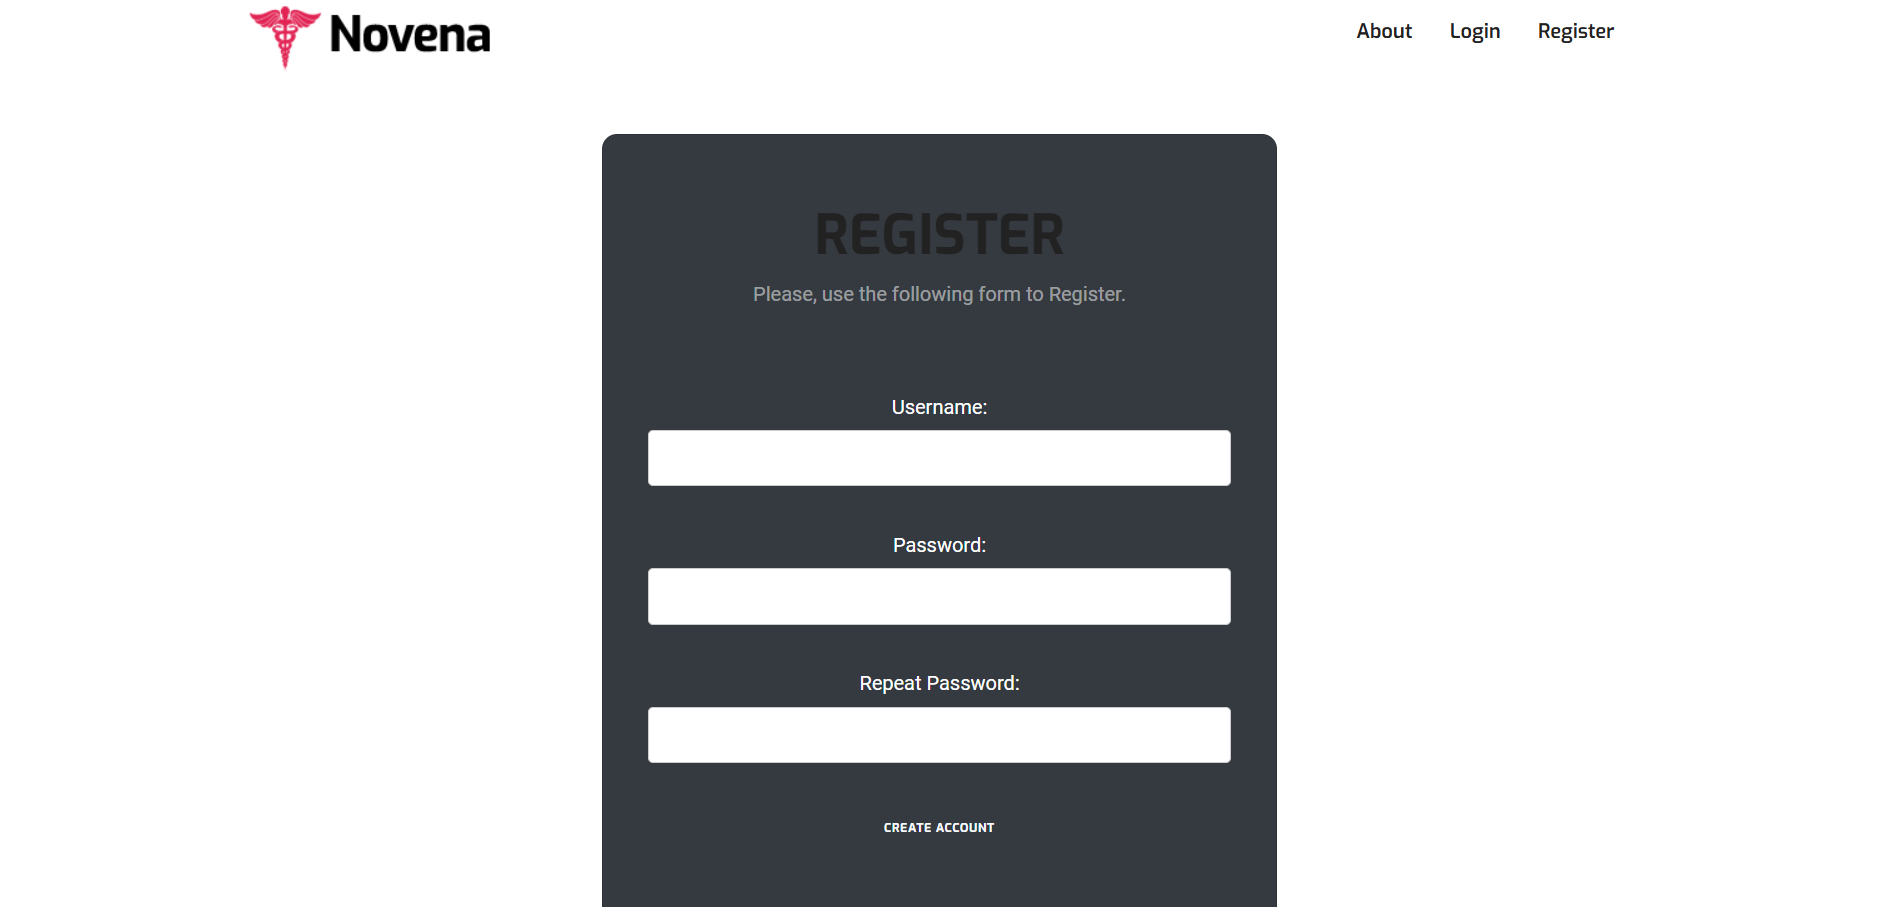 Novena
About
Login
Register
REGISTER
Please, use the following form to Register.
Username:
Password:
Repeat Password:
CREATE ACCOUNT